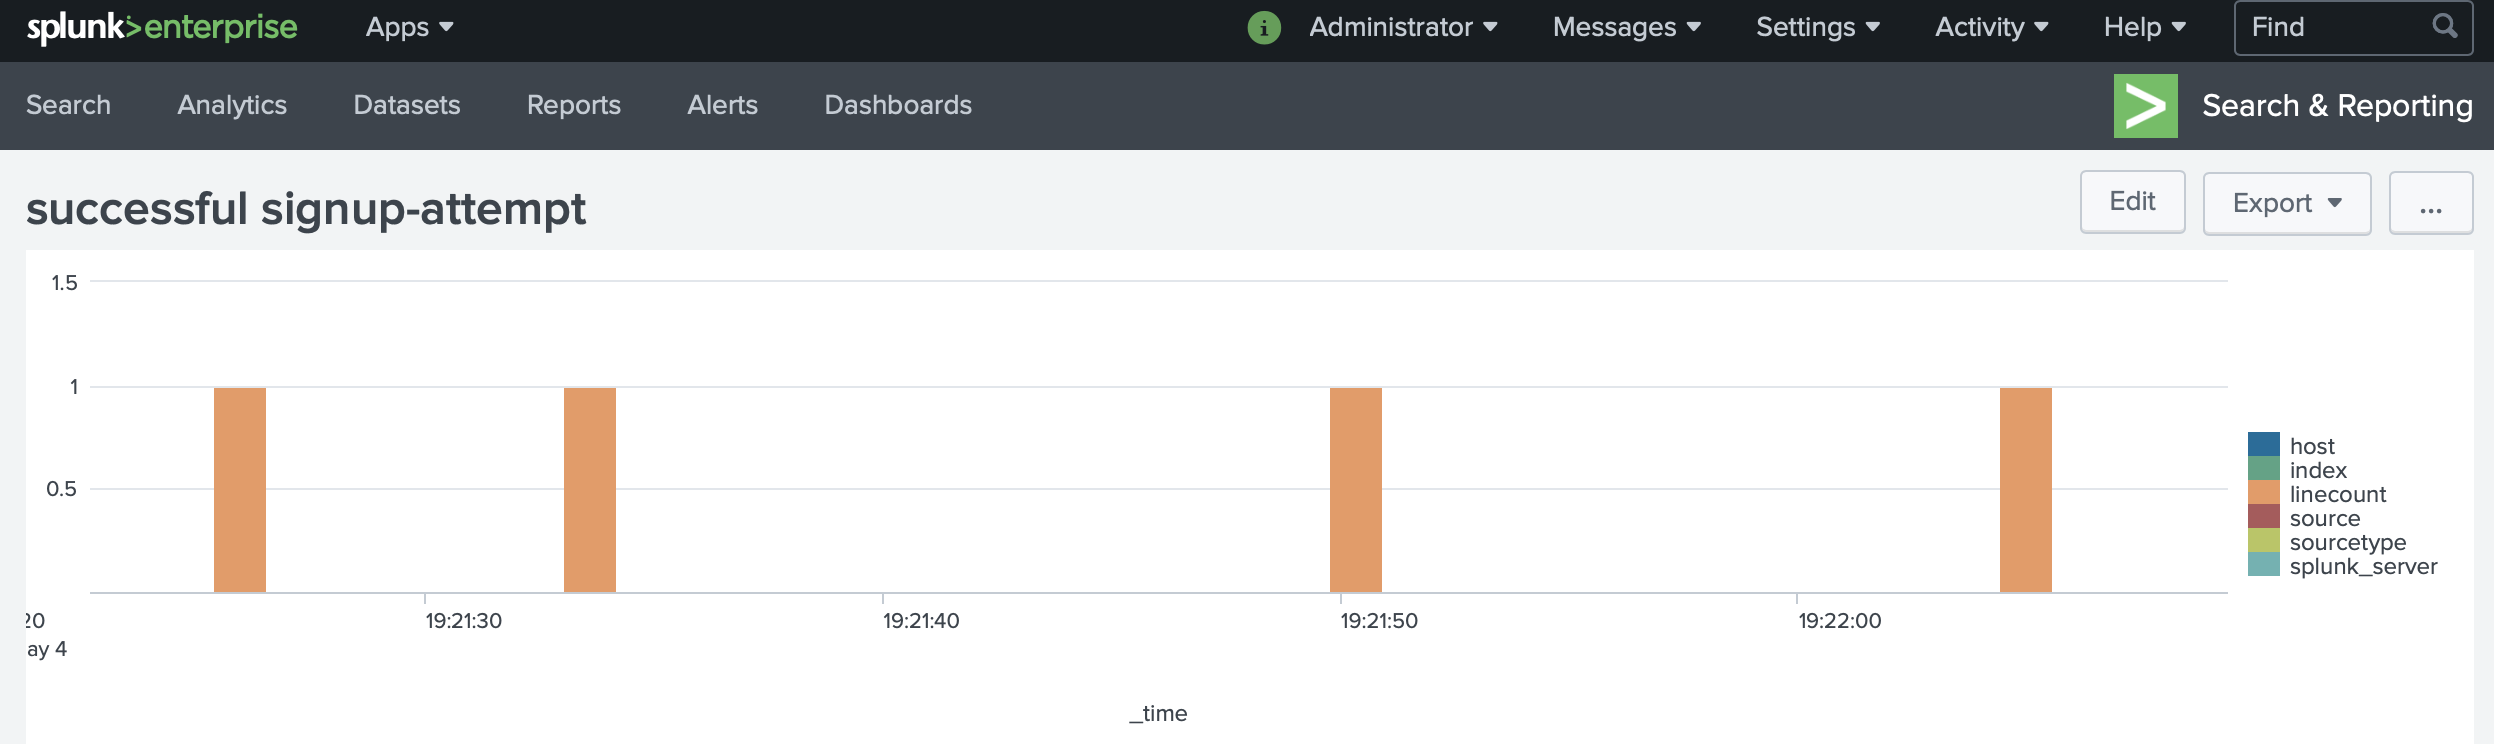 splunk>enterprise Apps i Administrator Messages Settings Activity Help Find
Search Analytics Datasets Reports Alerts Dashboards > Search & Reporting
successful signup-attempt Edit Export ...
1.5
1
0.5
host
index
linecount
source
sourcetype
splunk_server
20 19:21:30 19:21:40 19:21:50 19:22:00
ay 4
_time